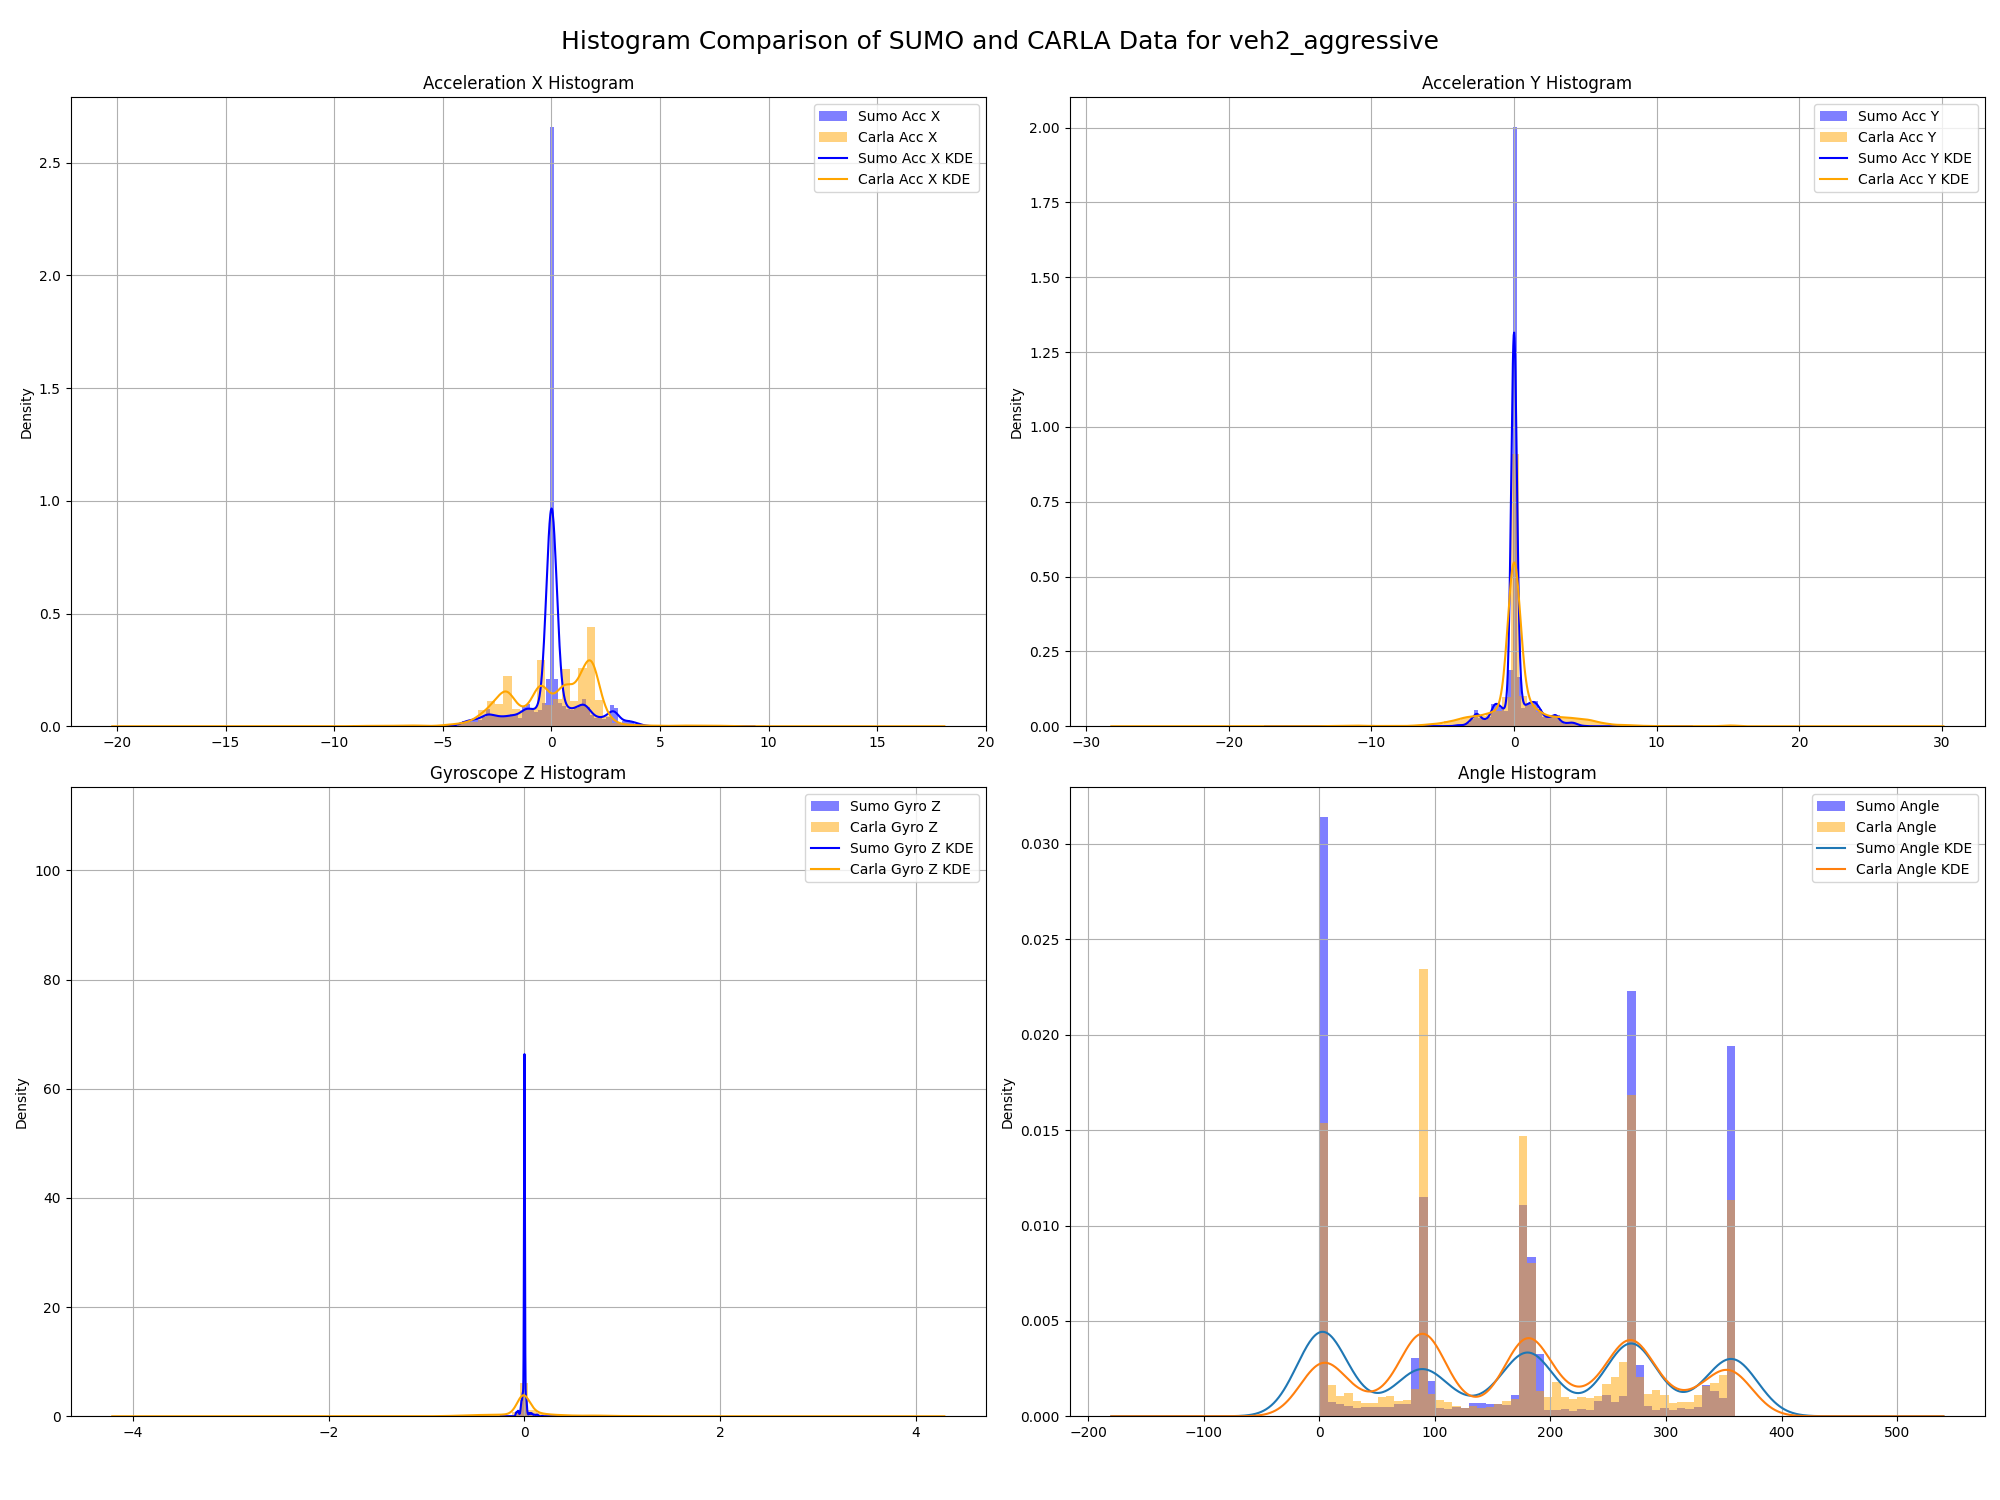 Histogram Comparison of SUMO and CARLA Data for veh2_aggressive
Acceleration X Histogram
Sumo Acc X
Carla Acc X
Sumo Acc X KDE
Carla Acc X KDE
Density
2.5
2.0
1.5
1.0
0.5
0.0
−20 −15 −10 −5 0 5 10 15 20
Acceleration Y Histogram
Sumo Acc Y
Carla Acc Y
Sumo Acc Y KDE
Carla Acc Y KDE
Density
2.00
1.75
1.50
1.25
1.00
0.75
0.50
0.25
0.00
−30 −20 −10 0 10 20 30
Gyroscope Z Histogram
Sumo Gyro Z
Carla Gyro Z
Sumo Gyro Z KDE
Carla Gyro Z KDE
Density
100
80
60
40
20
0
−4 −2 0 2 4
Angle Histogram
Sumo Angle
Carla Angle
Sumo Angle KDE
Carla Angle KDE
Density
0.030
0.025
0.020
0.015
0.010
0.005
0.000
−200 −100 0 100 200 300 400 500